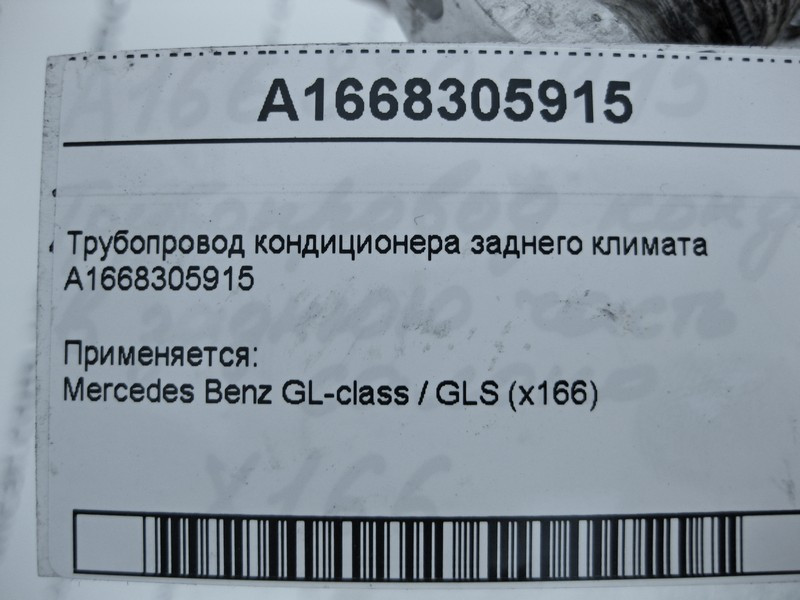 A1668305915
Трубопровод кондиционера заднего климата
A1668305915
Применяется:
Mercedes Benz GL-class / GLS (x166)